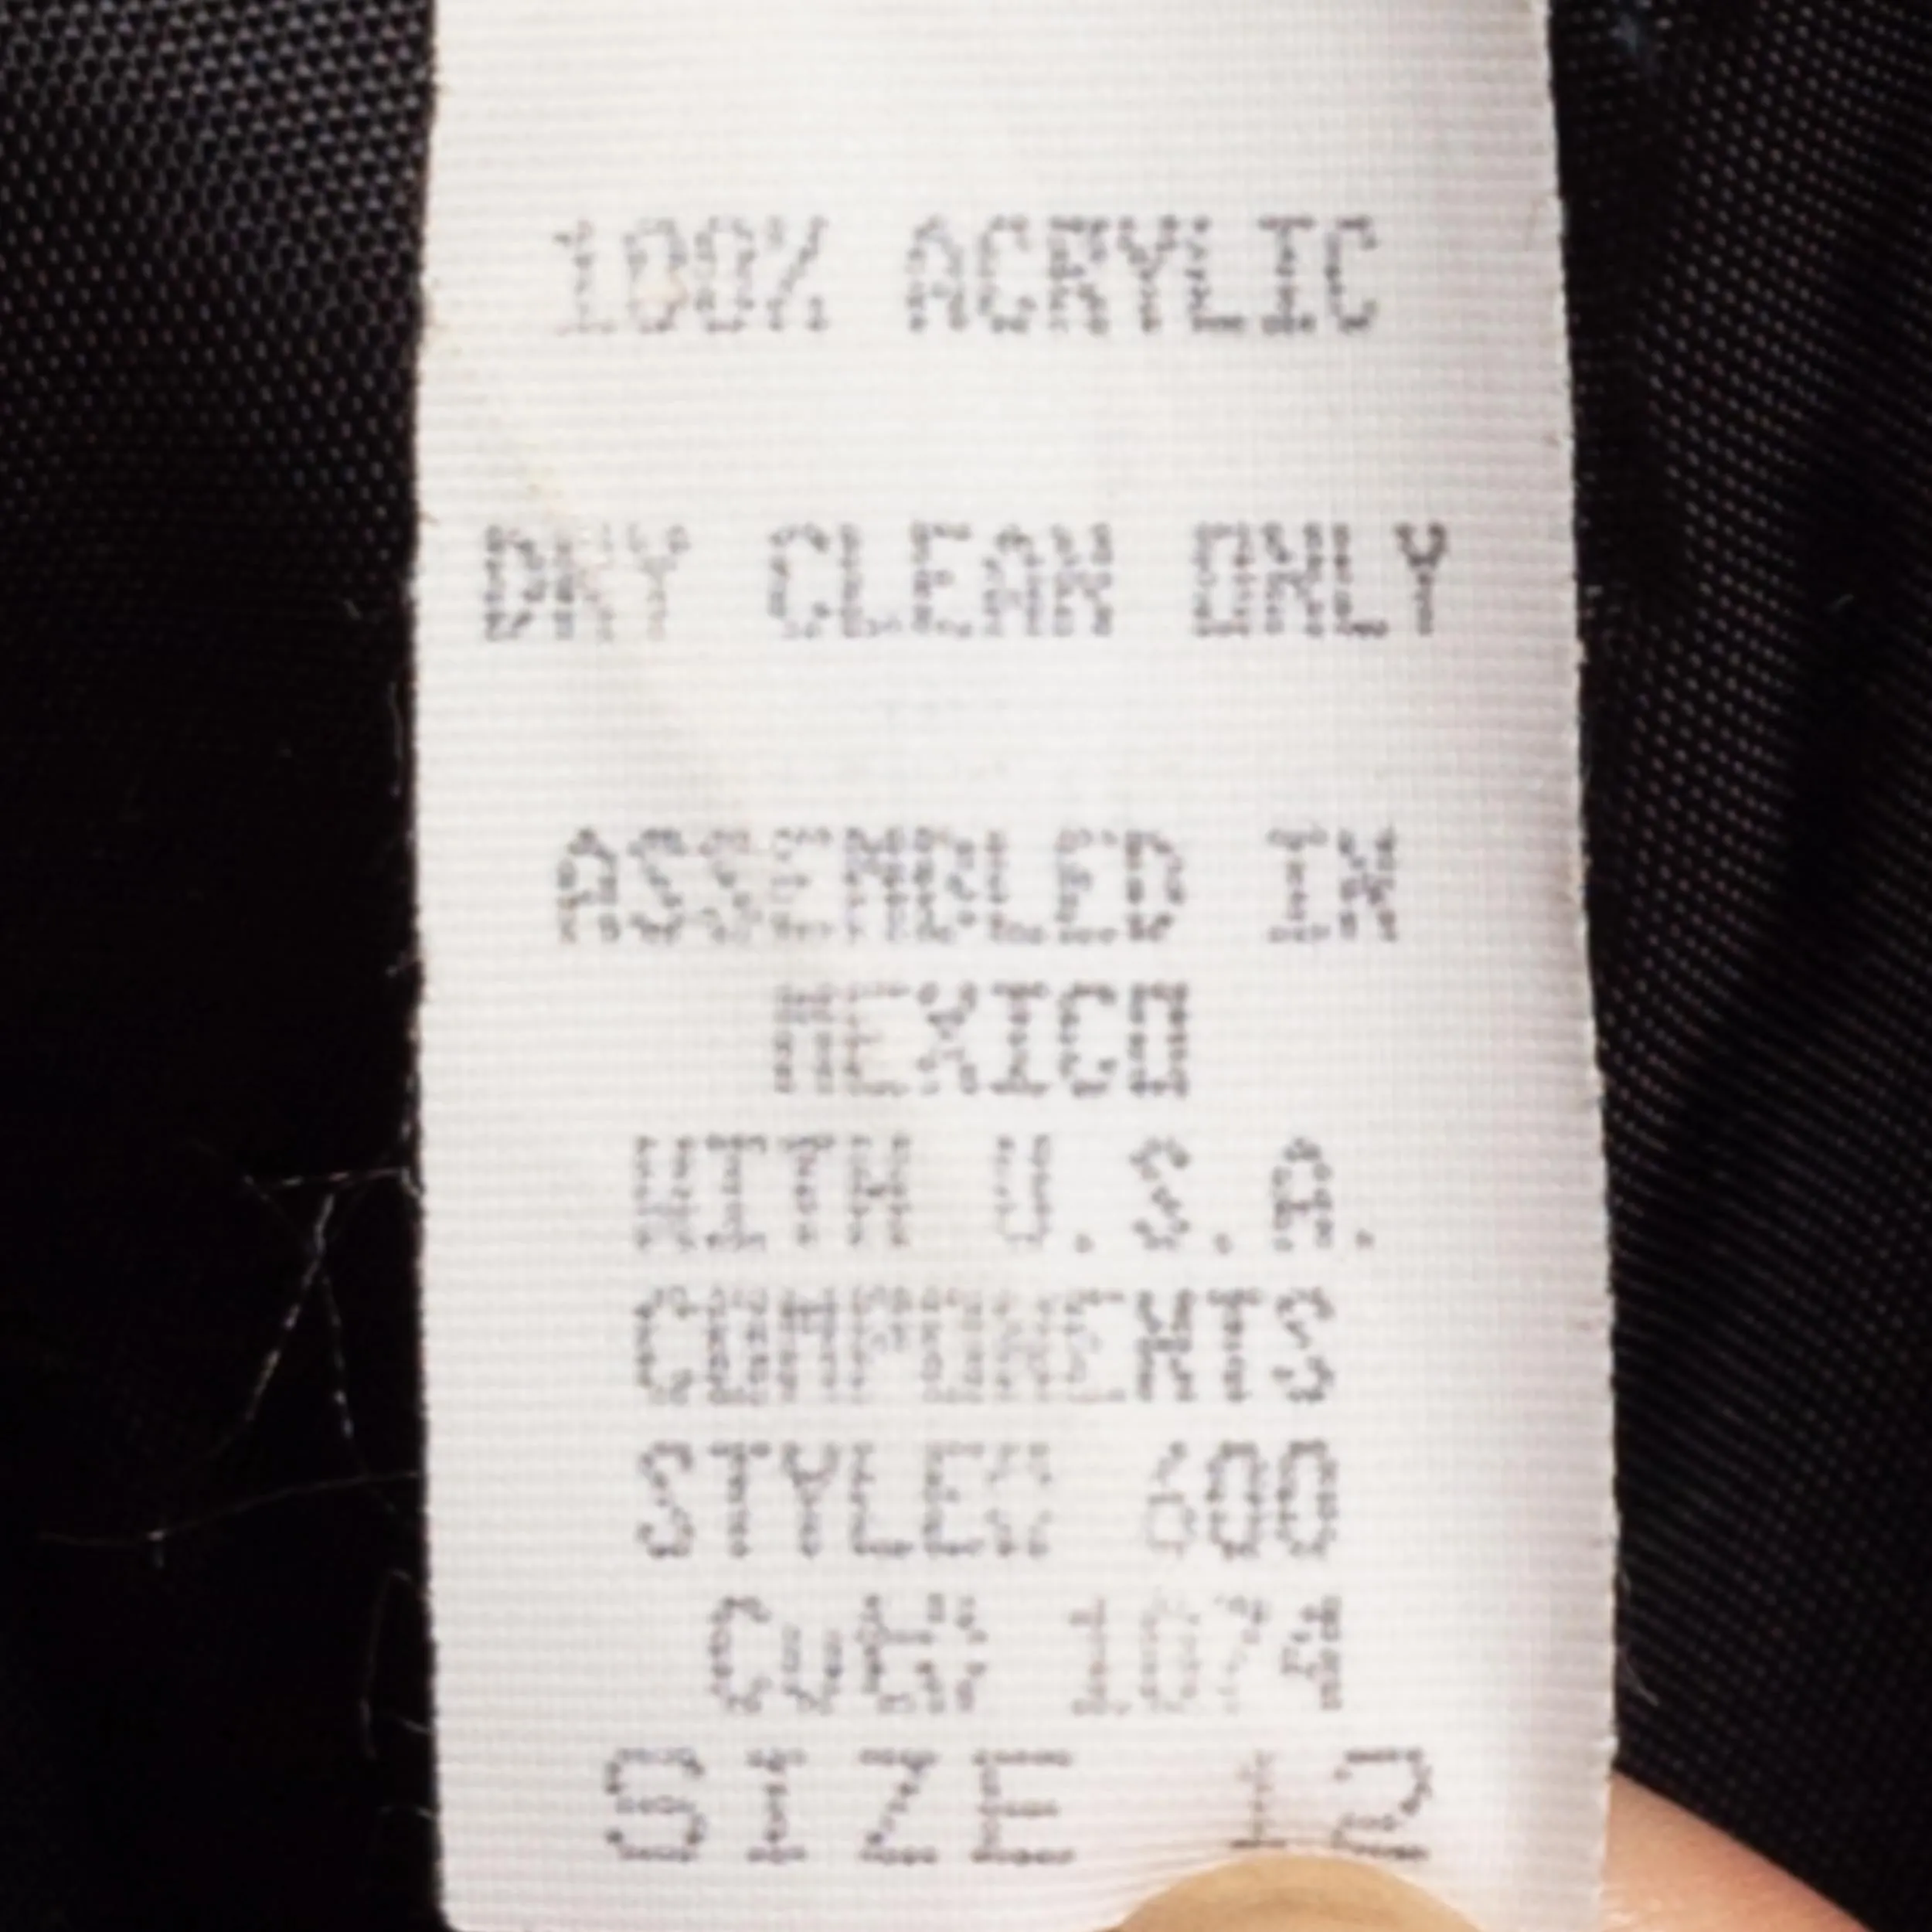 100% ACRYLIC
DRY CLEAN ONLY
ASSEMBLED IN
MEXICO
WITH U.S.A.
COMPONENTS
STYLE# 600
Cut# 1074
SIZE 12